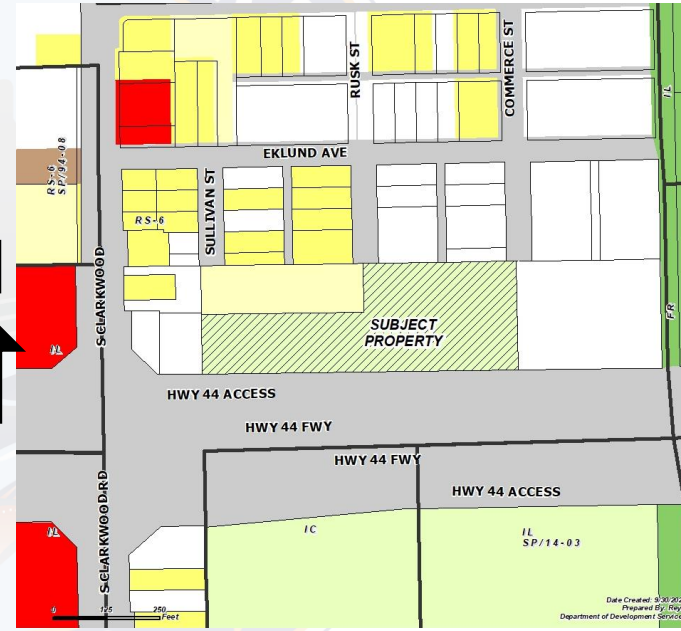 RUSK ST
COMMERCE ST
IL
EKLUND AVE
RS-6
SP/94-08
SULLIVAN ST
RS-6
S CLARKWOOD
FR
SUBJECT
PROPERTY
IL
HWY 44 ACCESS
HWY 44 FWY
HWY 44 FWY
HWY 44 ACCESS
S CLARKWOOD RD
IL
IC
IL
SP/14-03
0 125 250
Feet
Date Created: 9/30/202
Prepared By: Rey
Department of Development Service